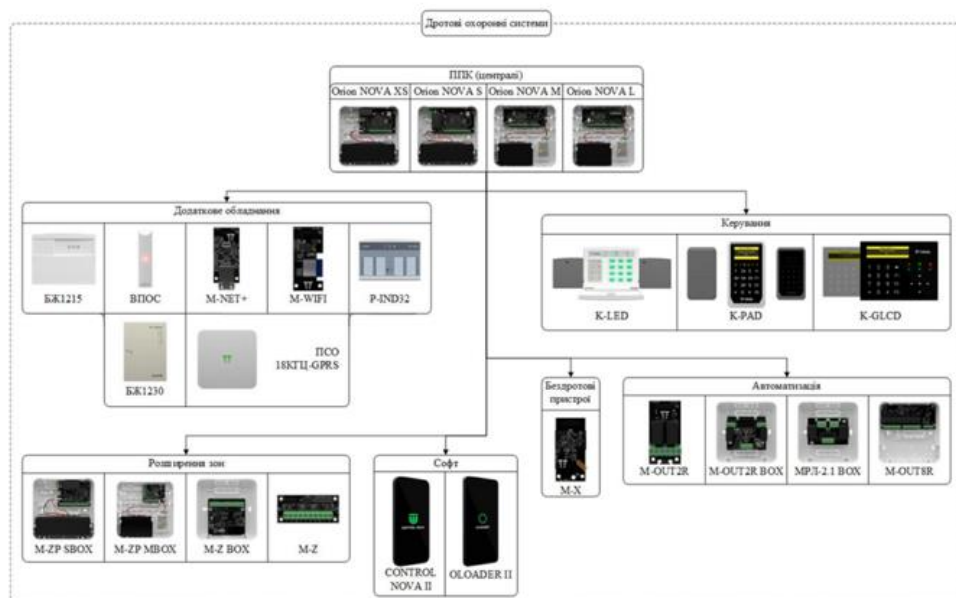 Дротові охоронні системи
ППК (централі)
Orion NOVA XS Orion NOVA S Orion NOVA M Orion NOVA L
Додаткове обладнання
БЖ1215 ВПОС M-NET+ M-WIFI P-IND32
БЖ1230
ПСО
18КГЦ-GPRS
Керування
K-LED K-PAD K-GLCD
Бездротові
пристрої
M-X
Автоматизація
M-OUT2R M-OUT2R BOX МРЛ-2.1 BOX M-OUT8R
Розширення зон
M-ZP SBOX M-ZP MBOX M-Z BOX M-Z
Софт
CONTROL
NOVA II
OLOADER II